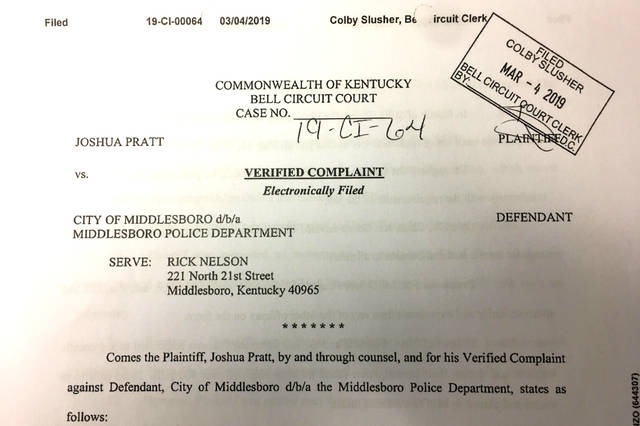 Filed 19-CI-00064 03/04/2019 Colby Slusher, Be ircuit Clerk
FILED
COLBY SLUSHER
MAR - 4 2019
BELL CIRCUIT COURT CLERK
BY: D.C.
COMMONWEALTH OF KENTUCKY
BELL CIRCUIT COURT
CASE NO. 19-CI-64
JOSHUA PRATT PLAINTIFF
vs. VERIFIED COMPLAINT
Electronically Filed
CITY OF MIDDLESBORO d/b/a DEFENDANT
MIDDLESBORO POLICE DEPARTMENT
SERVE: RICK NELSON
221 North 21st Street
Middlesboro, Kentucky 40965
* * * * * * *
Comes the Plaintiff, Joshua Pratt, by and through counsel, and for his Verified Complaint
against Defendant, City of Middlesboro d/b/a the Middlesboro Police Department, states as
follows:
(644307)